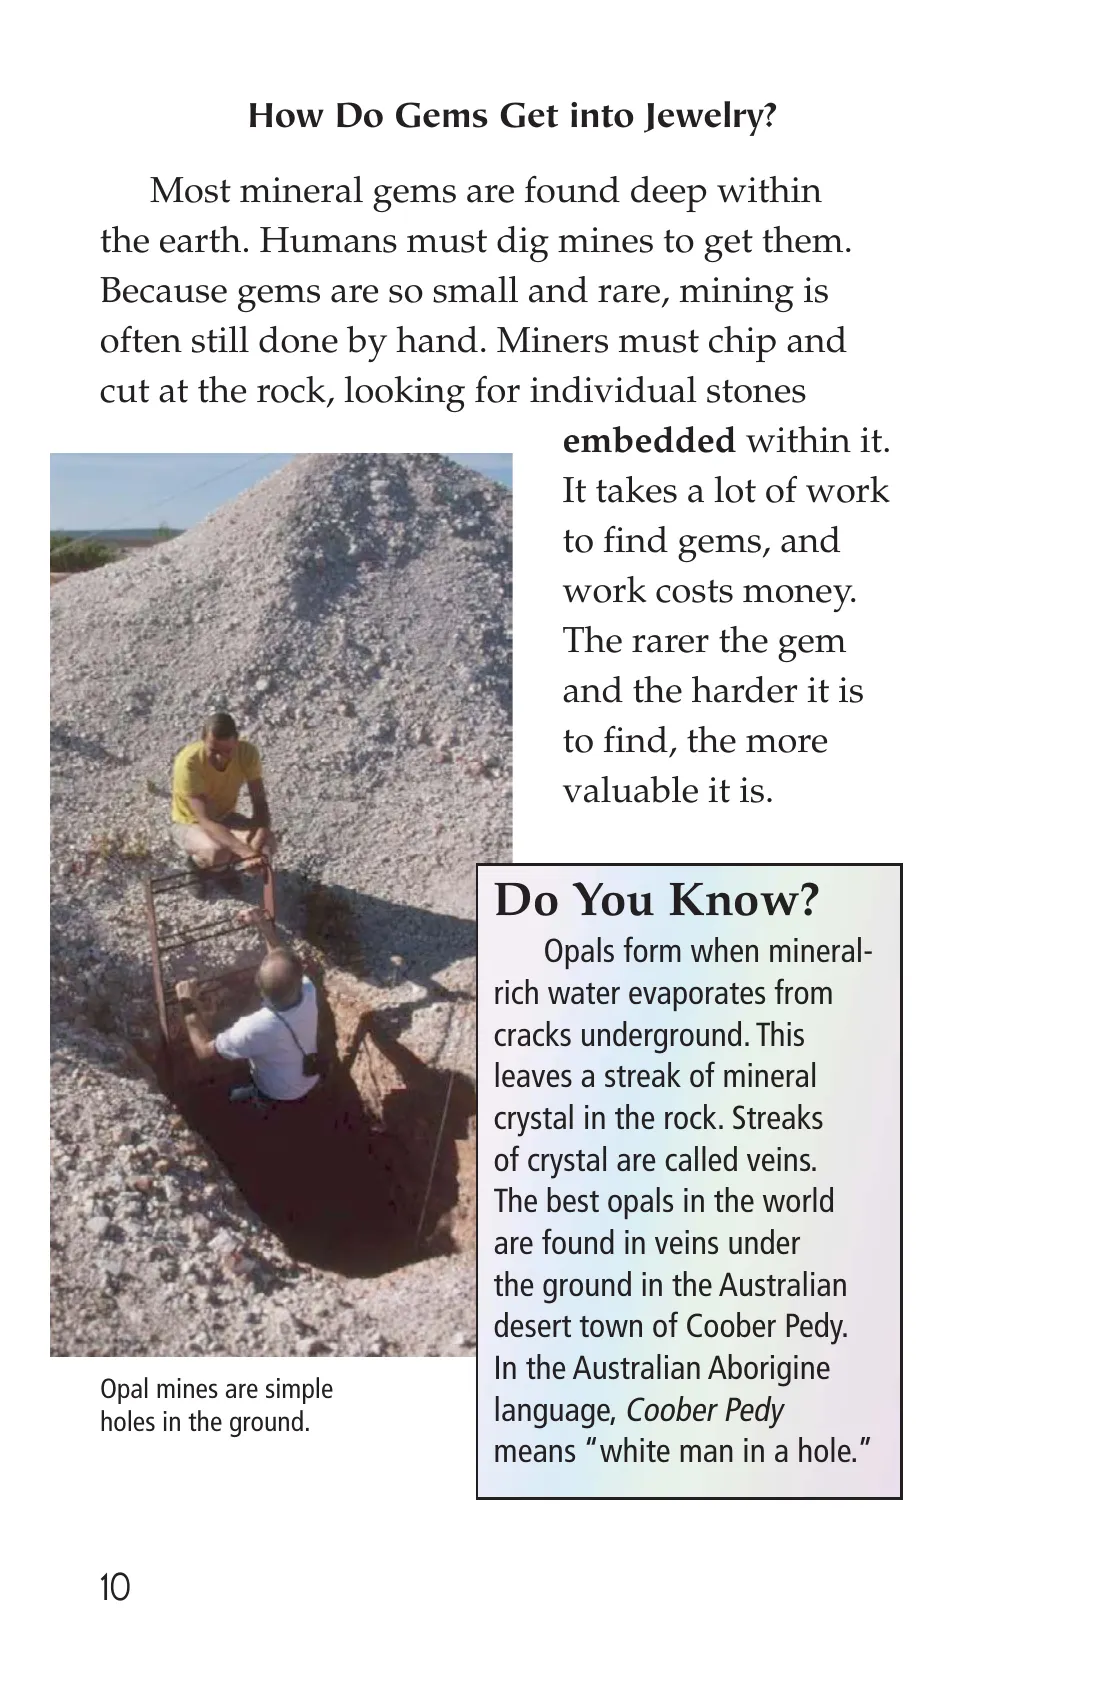 How Do Gems Get into Jewelry?
Most mineral gems are found deep within
the earth. Humans must dig mines to get them.
Because gems are so small and rare, mining is
often still done by hand. Miners must chip and
cut at the rock, looking for individual stones
embedded within it.
It takes a lot of work
to find gems, and
work costs money.
The rarer the gem
and the harder it is
to find, the more
valuable it is.
Do You Know?
Opals form when mineral-
rich water evaporates from
cracks underground. This
leaves a streak of mineral
crystal in the rock. Streaks
of crystal are called veins.
The best opals in the world
are found in veins under
the ground in the Australian
desert town of Coober Pedy.
In the Australian Aborigine
language, Coober Pedy
means “white man in a hole.”
Opal mines are simple
holes in the ground.
10